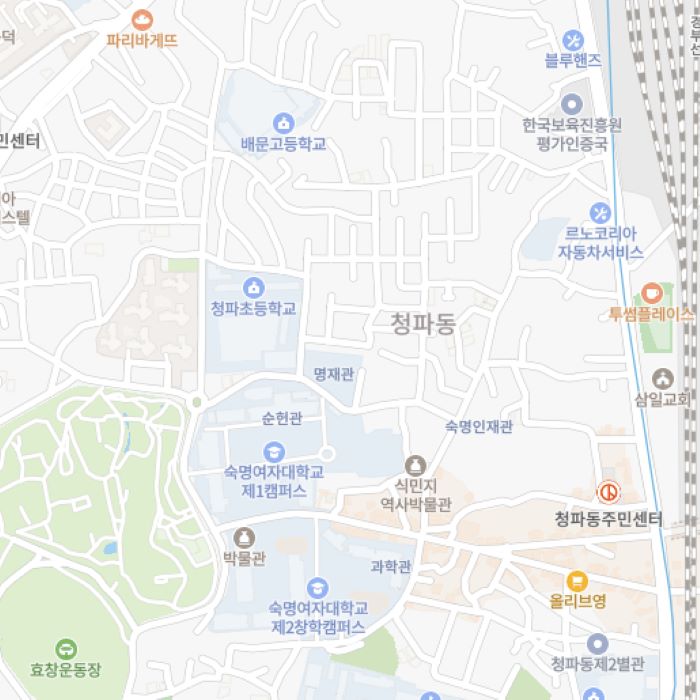 파리바게뜨
덕
경부선
블루핸즈
한국보육진흥원
평가인증국
민센터
배문고등학교
아
스텔
르노코리아
자동차서비스
청파초등학교
투썸플레이스
청파동
명재관
삼일교회
순헌관
숙명인재관
숙명여자대학교
제1캠퍼스
식민지
역사박물관
청파동주민센터
박물관
과학관
올리브영
숙명여자대학교
제2창학캠퍼스
효창운동장
청파동제2별관